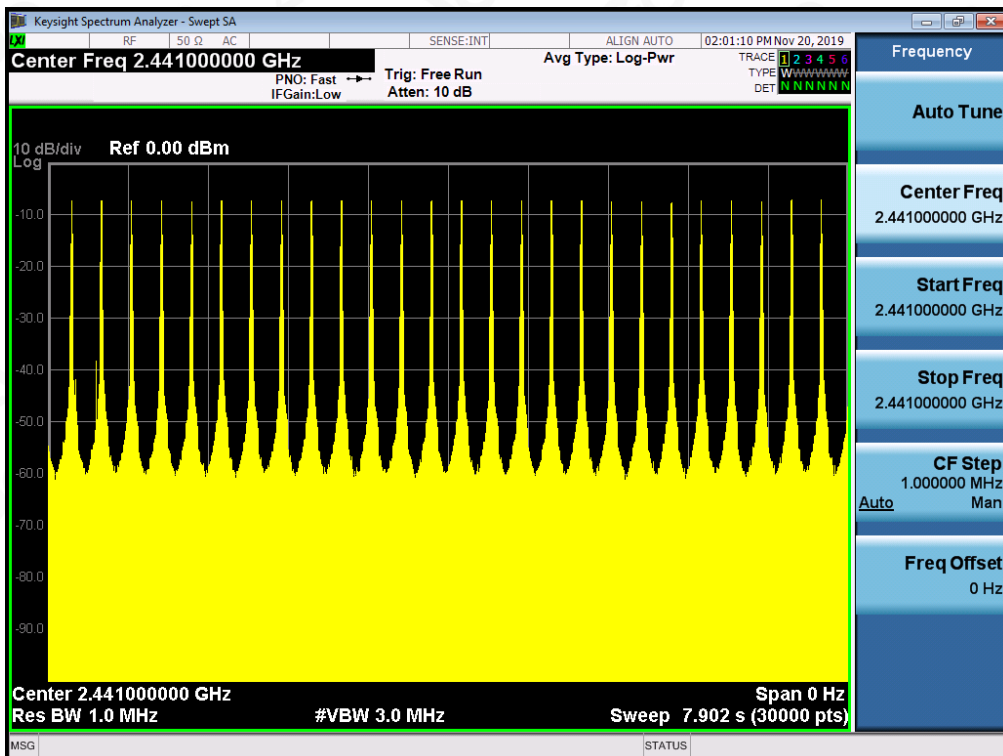 Keysight Spectrum Analyzer - Swept SA
LXI RF 50 Ω AC SENSE:INT ALIGN AUTO 02:01:10 PM Nov 20, 2019
Center Freq 2.441000000 GHz
Avg Type: Log-Pwr
TRACE 1 2 3 4 5 6
PNO: Fast
Trig: Free Run
TYPE WWWWWW
IFGain:Low
Atten: 10 dB
DET N N N N N N
10 dB/div Ref 0.00 dBm
Log
-10.0
-20.0
-30.0
-40.0
-50.0
-60.0
-70.0
-80.0
-90.0
Center 2.441000000 GHz Span 0 Hz
Res BW 1.0 MHz #VBW 3.0 MHz Sweep 7.902 s (30000 pts)
MSG STATUS
Frequency
Auto Tune
Center Freq
2.441000000 GHz
Start Freq
2.441000000 GHz
Stop Freq
2.441000000 GHz
CF Step
1.000000 MHz
Auto Man
Freq Offset
0 Hz